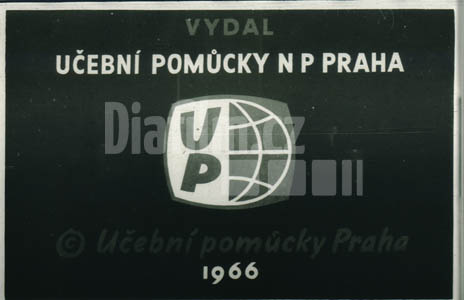 VYDAL
UČEBNÍ POMŮCKY N P PRAHA
UP
© Učební pomůcky Praha
1966